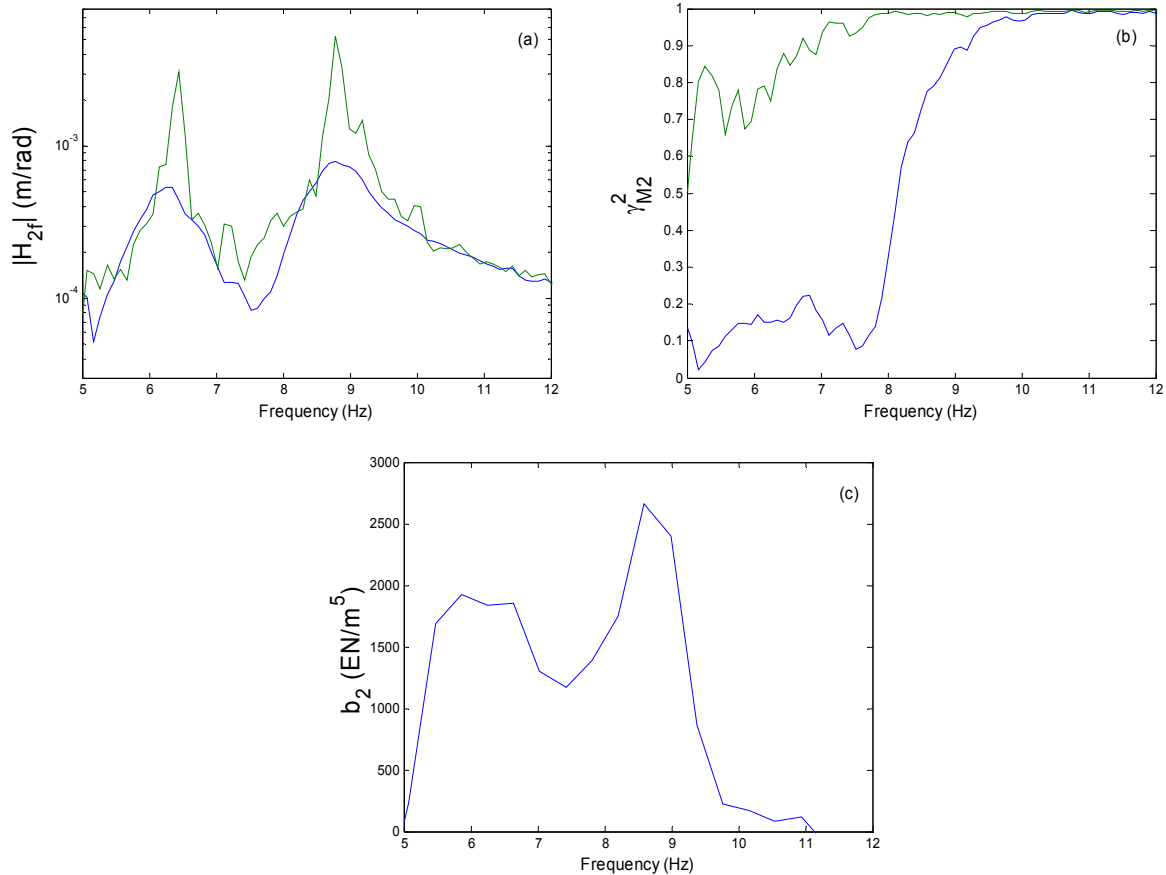 (a)
|H2f| (m/rad)
10^-3
10^-4
5 6 7 8 9 10 11 12
Frequency (Hz)
(b)
γ^2_M2
1
0.9
0.8
0.7
0.6
0.5
0.4
0.3
0.2
0.1
0
5 6 7 8 9 10 11 12
Frequency (Hz)
(c)
b2 (EN/m^5)
3000
2500
2000
1500
1000
500
0
5 6 7 8 9 10 11 12
Frequency (Hz)